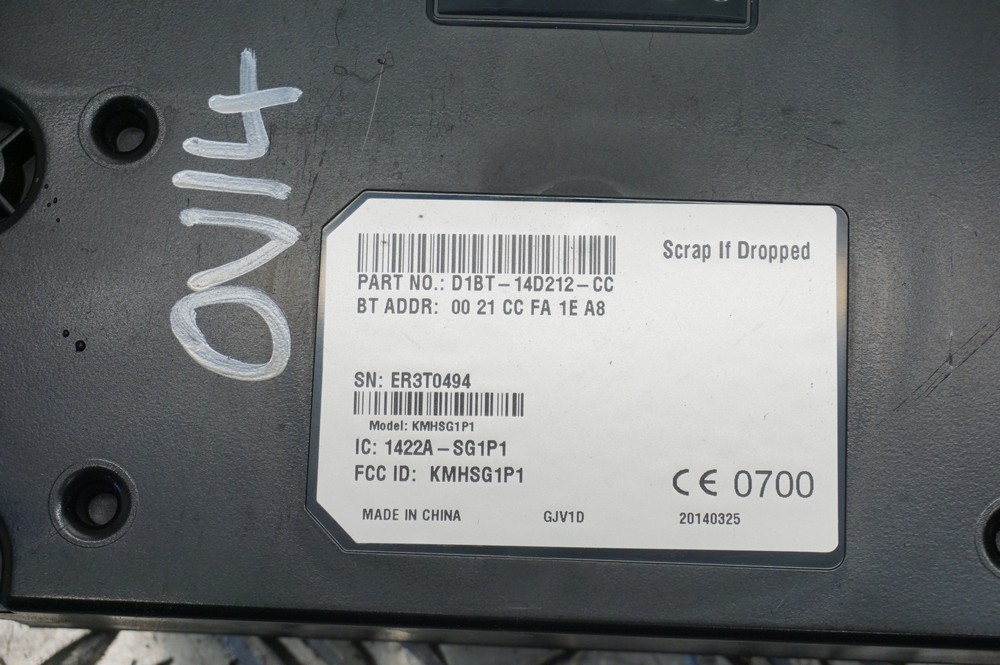 OV14
Scrap If Dropped
PART NO.: D1BT-14D212-CC
BT ADDR: 00 21 CC FA 1E A8
SN: ER3T0494
Model: KMHSG1P1
IC: 1422A-SG1P1
FCC ID: KMHSG1P1
CE 0700
MADE IN CHINA GJV1D 20140325